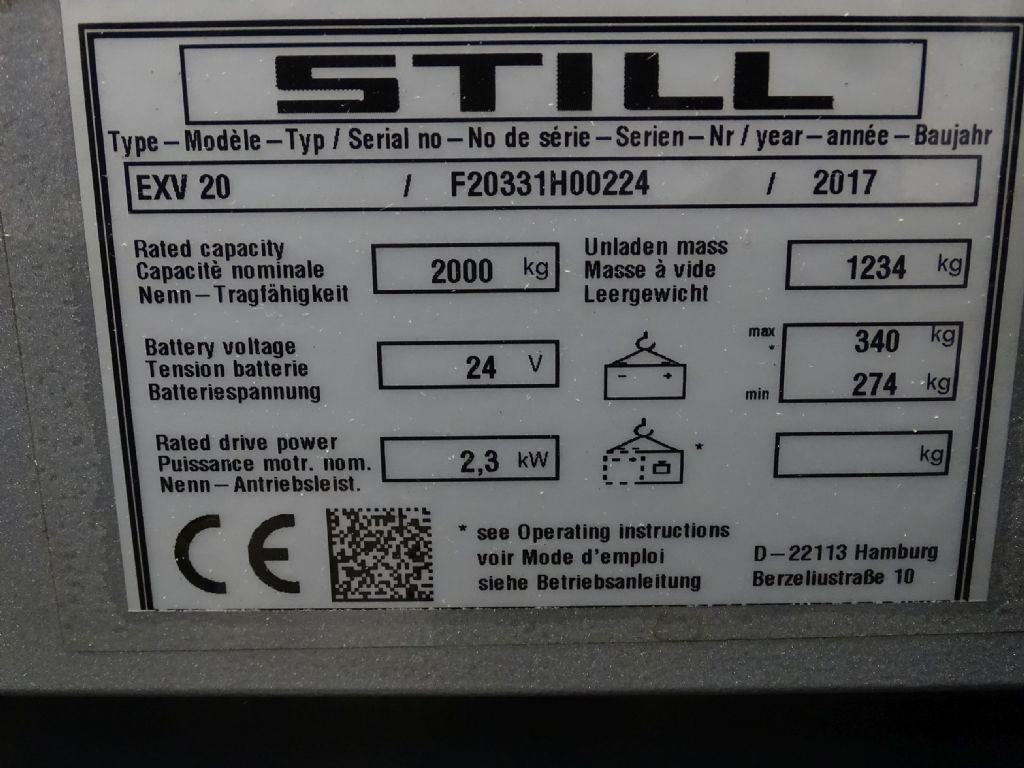 STILL
Type – Modèle – Typ / Serial no – No de série – Serien – Nr / year – année – Baujahr
EXV 20 / F20331H00224 / 2017
Rated capacity
Capacitè nominale
Nenn – Tragfähigkeit
2000 kg
Unladen mass
Masse à vide
Leergewicht
1234 kg
Battery voltage
Tension batterie
Batteriespannung
24 V
- +
max 340 kg
*
min 274 kg
Rated drive power
Puissance motr. nom.
Nenn – Antriebsleist.
2,3 kW
*
kg
CE
* see Operating instructions
voir Mode d'emploi
siehe Betriebsanleitung
D – 22113 Hamburg
Berzeliustraße 10